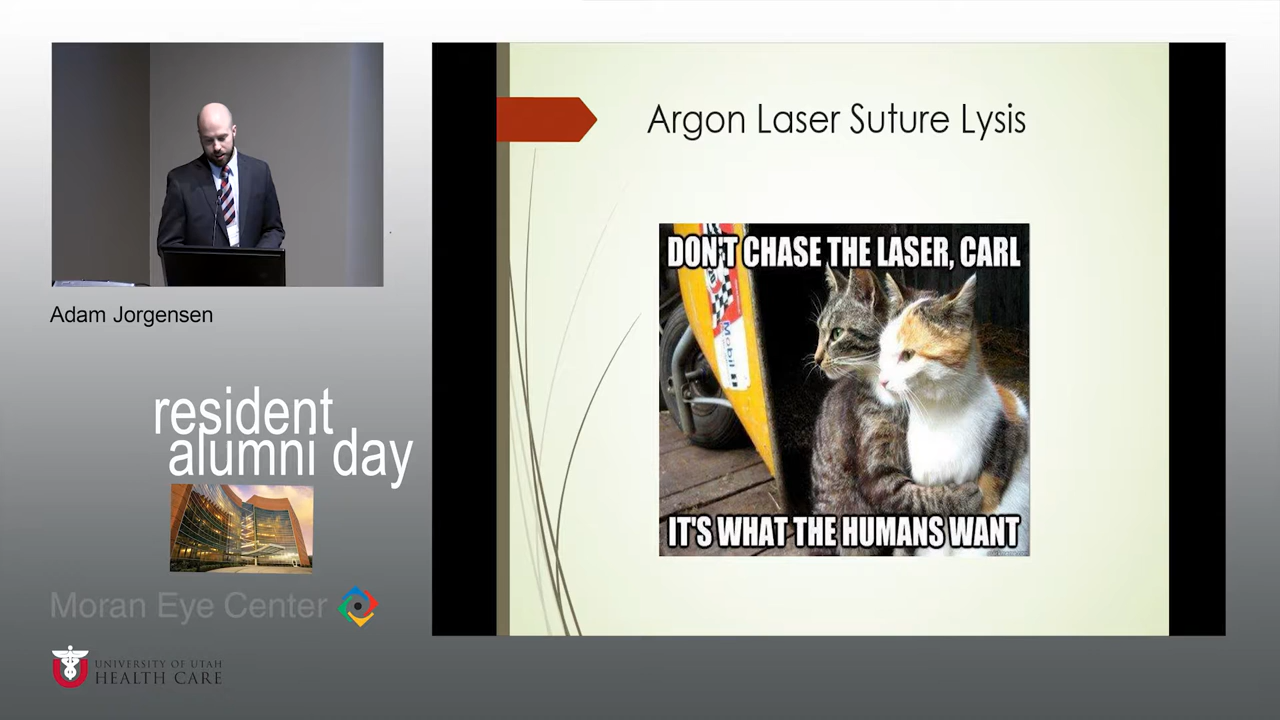 Argon Laser Suture Lysis
DON'T CHASE THE LASER, CARL
Mobil
IT'S WHAT THE HUMANS WANT
Adam Jorgensen
resident
alumni day
Moran Eye Center
UNIVERSITY OF UTAH
HEALTH CARE